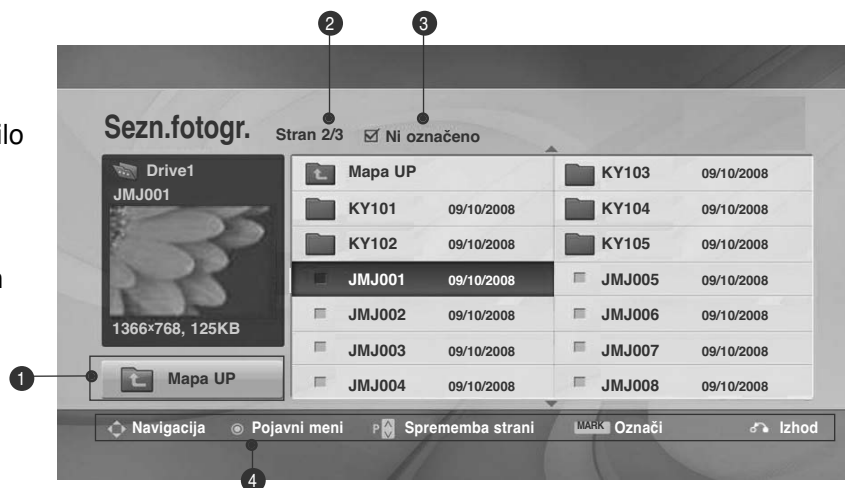 2 3
ilo
Sezn.fotogr. Stran 2/3 Ni označeno
Drive1
JMJ001
1366x768, 125KB
Mapa UP
Mapa UP
KY101 09/10/2008
KY102 09/10/2008
JMJ001 09/10/2008
JMJ002 09/10/2008
JMJ003 09/10/2008
JMJ004 09/10/2008
KY103 09/10/2008
KY104 09/10/2008
KY105 09/10/2008
JMJ005 09/10/2008
JMJ006 09/10/2008
JMJ007 09/10/2008
JMJ008 09/10/2008
1
Navigacija Pojavni meni P Sprememba strani MARK Označi Izhod
4